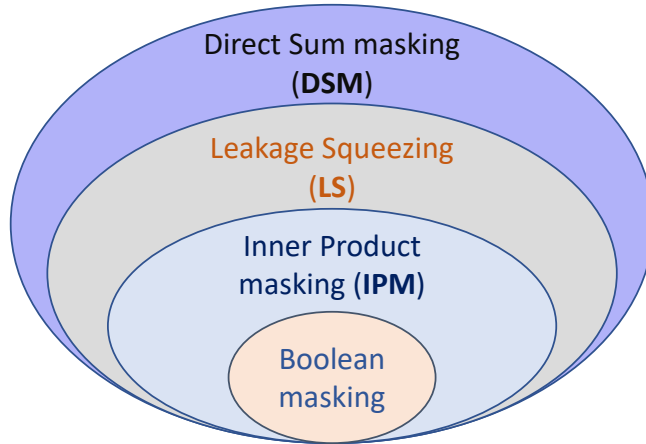 Direct Sum masking
(DSM)
Leakage Squeezing
(LS)
Inner Product
masking (IPM)
Boolean
masking